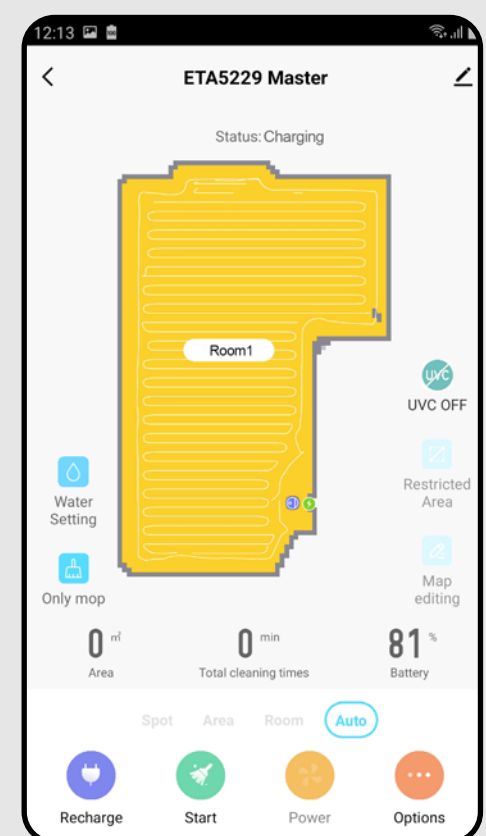 12:13
ETA5229 Master
Status: Charging
Room1
UVC
UVC OFF
Water
Setting
Restricted
Area
Only mop
Map
editing
0 ㎡
0 min
81 %
Area
Total cleaning times
Battery
Spot Area Room Auto
Recharge Start Power Options